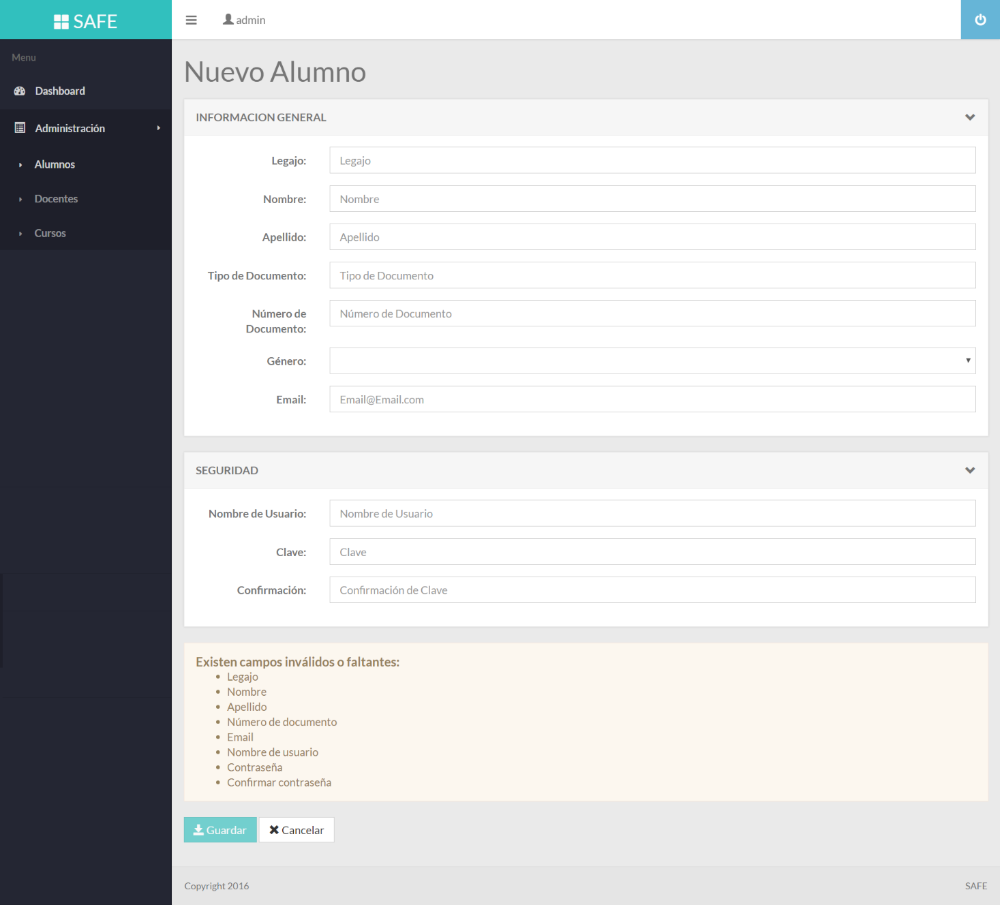 SAFE
admin
Menu
Dashboard
Administración
Alumnos
Docentes
Cursos
Nuevo Alumno
INFORMACION GENERAL
Legajo: Legajo
Nombre: Nombre
Apellido: Apellido
Tipo de Documento: Tipo de Documento
Número de
Documento:
Número de Documento
Género:
Email: Email@Email.com
SEGURIDAD
Nombre de Usuario: Nombre de Usuario
Clave: Clave
Confirmación: Confirmación de Clave
Existen campos inválidos o faltantes:
Legajo
Nombre
Apellido
Número de documento
Email
Nombre de usuario
Contraseña
Confirmar contraseña
Guardar Cancelar
Copyright 2016 SAFE